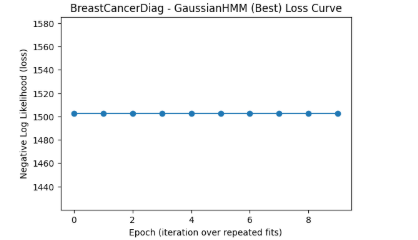 BreastCancerDiag - GaussianHMM (Best) Loss Curve
Negative Log Likelihood (loss)
1580
1560
1540
1520
1500
1480
1460
1440
0 2 4 6 8
Epoch (iteration over repeated fits)